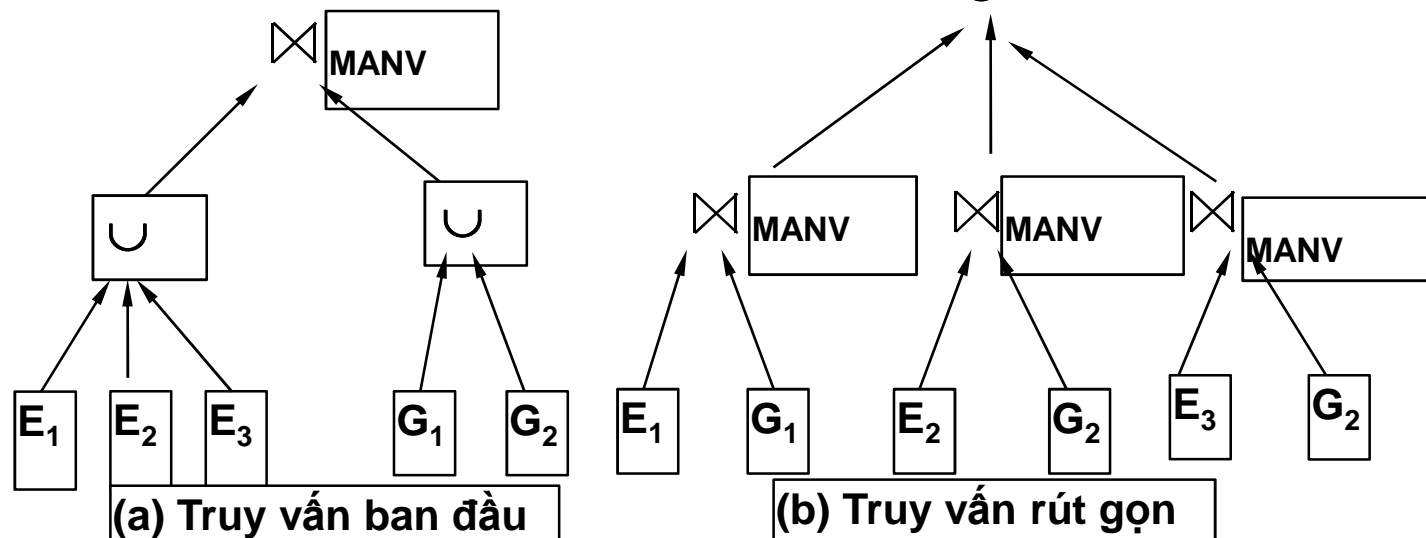 ⋈ MANV
∪ ∪
E₁ E₂ E₃ G₁ G₂
(a) Truy vấn ban đầu
⋈ MANV ⋈ MANV ⋈ MANV
E₁ G₁ E₂ G₂ E₃ G₂
(b) Truy vấn rút gọn